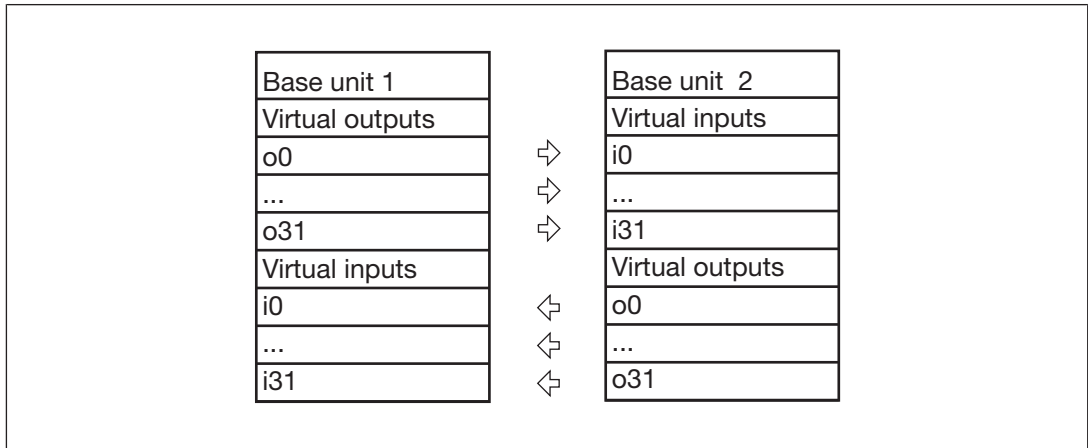 Base unit 1
Virtual outputs
o0
...
o31
Virtual inputs
i0
...
i31
Base unit 2
Virtual inputs
i0
...
i31
Virtual outputs
o0
...
o31